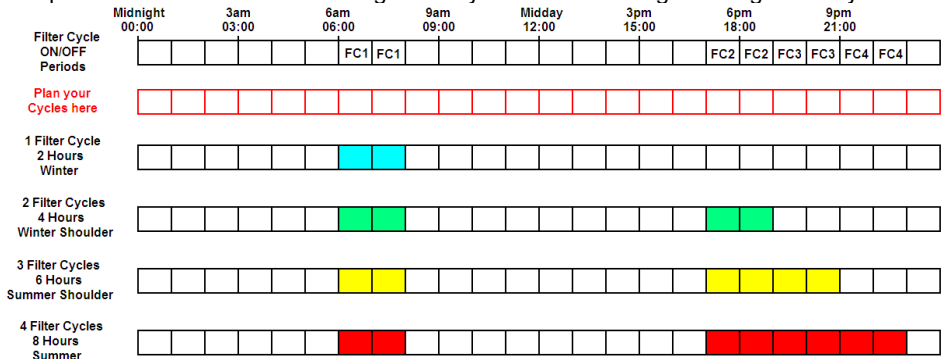 Midnight 3am 6am 9am Midday 3pm 6pm 9pm
00:00 03:00 06:00 09:00 12:00 15:00 18:00 21:00
Filter Cycle
ON/OFF
Periods
FC1 FC1 FC2 FC2 FC3 FC3 FC4 FC4
Plan your
Cycles here
1 Filter Cycle
2 Hours
Winter
2 Filter Cycles
4 Hours
Winter Shoulder
3 Filter Cycles
6 Hours
Summer Shoulder
4 Filter Cycles
8 Hours
Summer